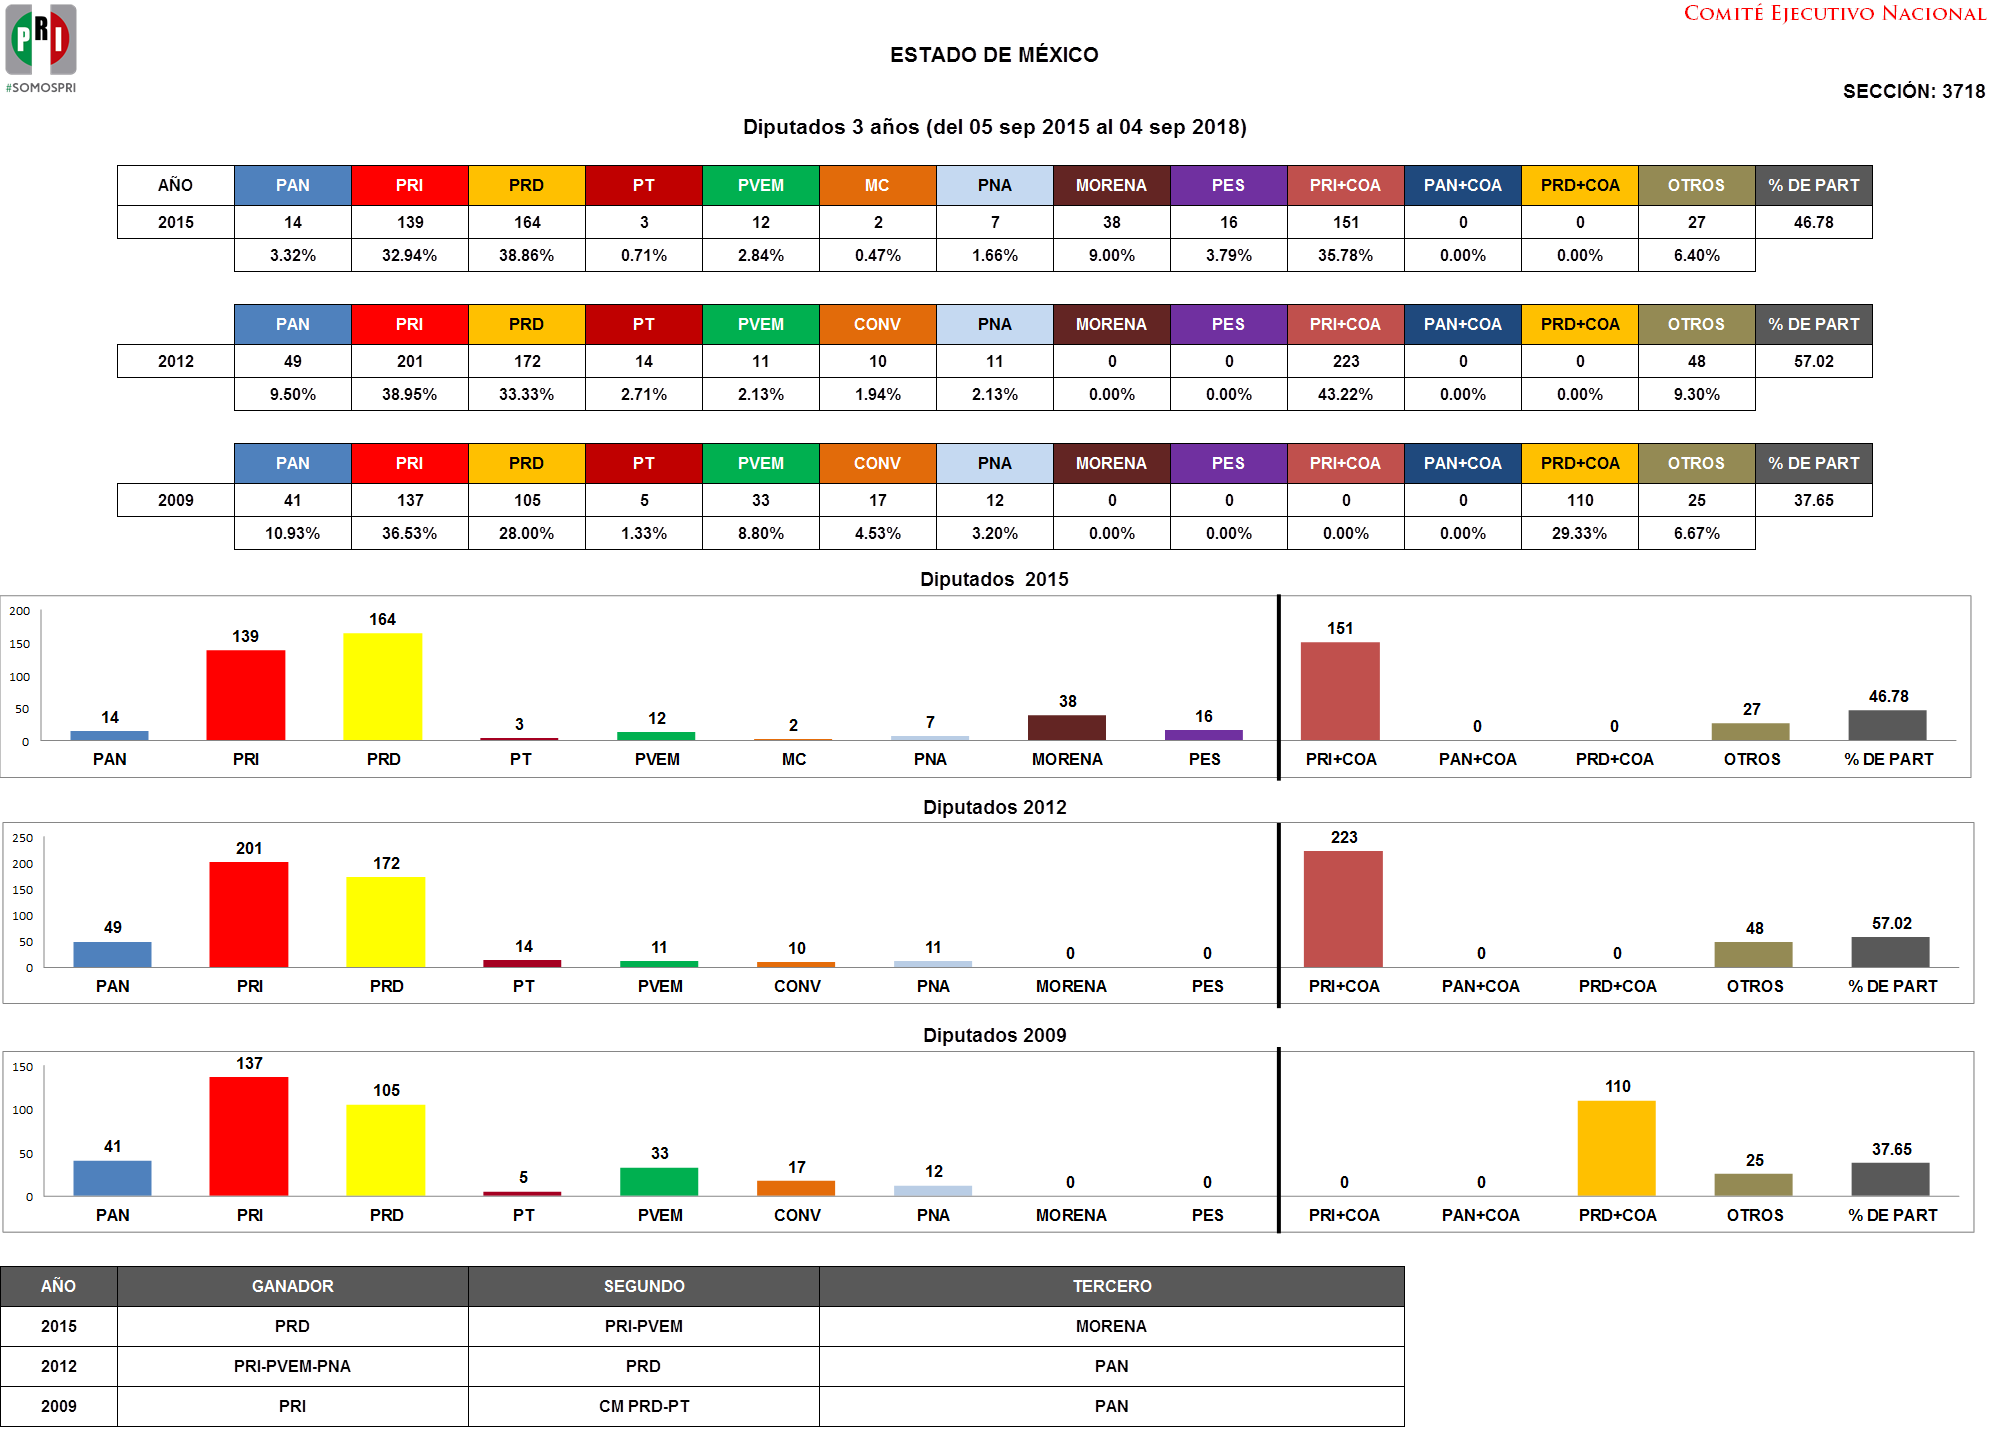 PRI
#SOMOSPRI
COMITÉ EJECUTIVO NACIONAL
ESTADO DE MÉXICO
SECCIÓN: 3718
Diputados 3 años (del 05 sep 2015 al 04 sep 2018)
AÑO PAN PRI PRD PT PVEM MC PNA MORENA PES PRI+COA PAN+COA PRD+COA OTROS % DE PART
2015 14 139 164 3 12 2 7 38 16 151 0 0 27 46.78
3.32% 32.94% 38.86% 0.71% 2.84% 0.47% 1.66% 9.00% 3.79% 35.78% 0.00% 0.00% 6.40%
PAN PRI PRD PT PVEM CONV PNA MORENA PES PRI+COA PAN+COA PRD+COA OTROS % DE PART
2012 49 201 172 14 11 10 11 0 0 223 0 0 48 57.02
9.50% 38.95% 33.33% 2.71% 2.13% 1.94% 2.13% 0.00% 0.00% 43.22% 0.00% 0.00% 9.30%
PAN PRI PRD PT PVEM CONV PNA MORENA PES PRI+COA PAN+COA PRD+COA OTROS % DE PART
2009 41 137 105 5 33 17 12 0 0 0 0 110 25 37.65
10.93% 36.53% 28.00% 1.33% 8.80% 4.53% 3.20% 0.00% 0.00% 0.00% 0.00% 29.33% 6.67%
Diputados 2015
200
150
100
50
0
14 139 164 3 12 2 7 38 16 151 0 0 27 46.78
PAN PRI PRD PT PVEM MC PNA MORENA PES PRI+COA PAN+COA PRD+COA OTROS % DE PART
Diputados 2012
250
200
150
100
50
0
49 201 172 14 11 10 11 0 0 223 0 0 48 57.02
PAN PRI PRD PT PVEM CONV PNA MORENA PES PRI+COA PAN+COA PRD+COA OTROS % DE PART
Diputados 2009
150
100
50
0
41 137 105 5 33 17 12 0 0 0 0 110 25 37.65
PAN PRI PRD PT PVEM CONV PNA MORENA PES PRI+COA PAN+COA PRD+COA OTROS % DE PART
AÑO GANADOR SEGUNDO TERCERO
2015 PRD PRI-PVEM MORENA
2012 PRI-PVEM-PNA PRD PAN
2009 PRI CM PRD-PT PAN